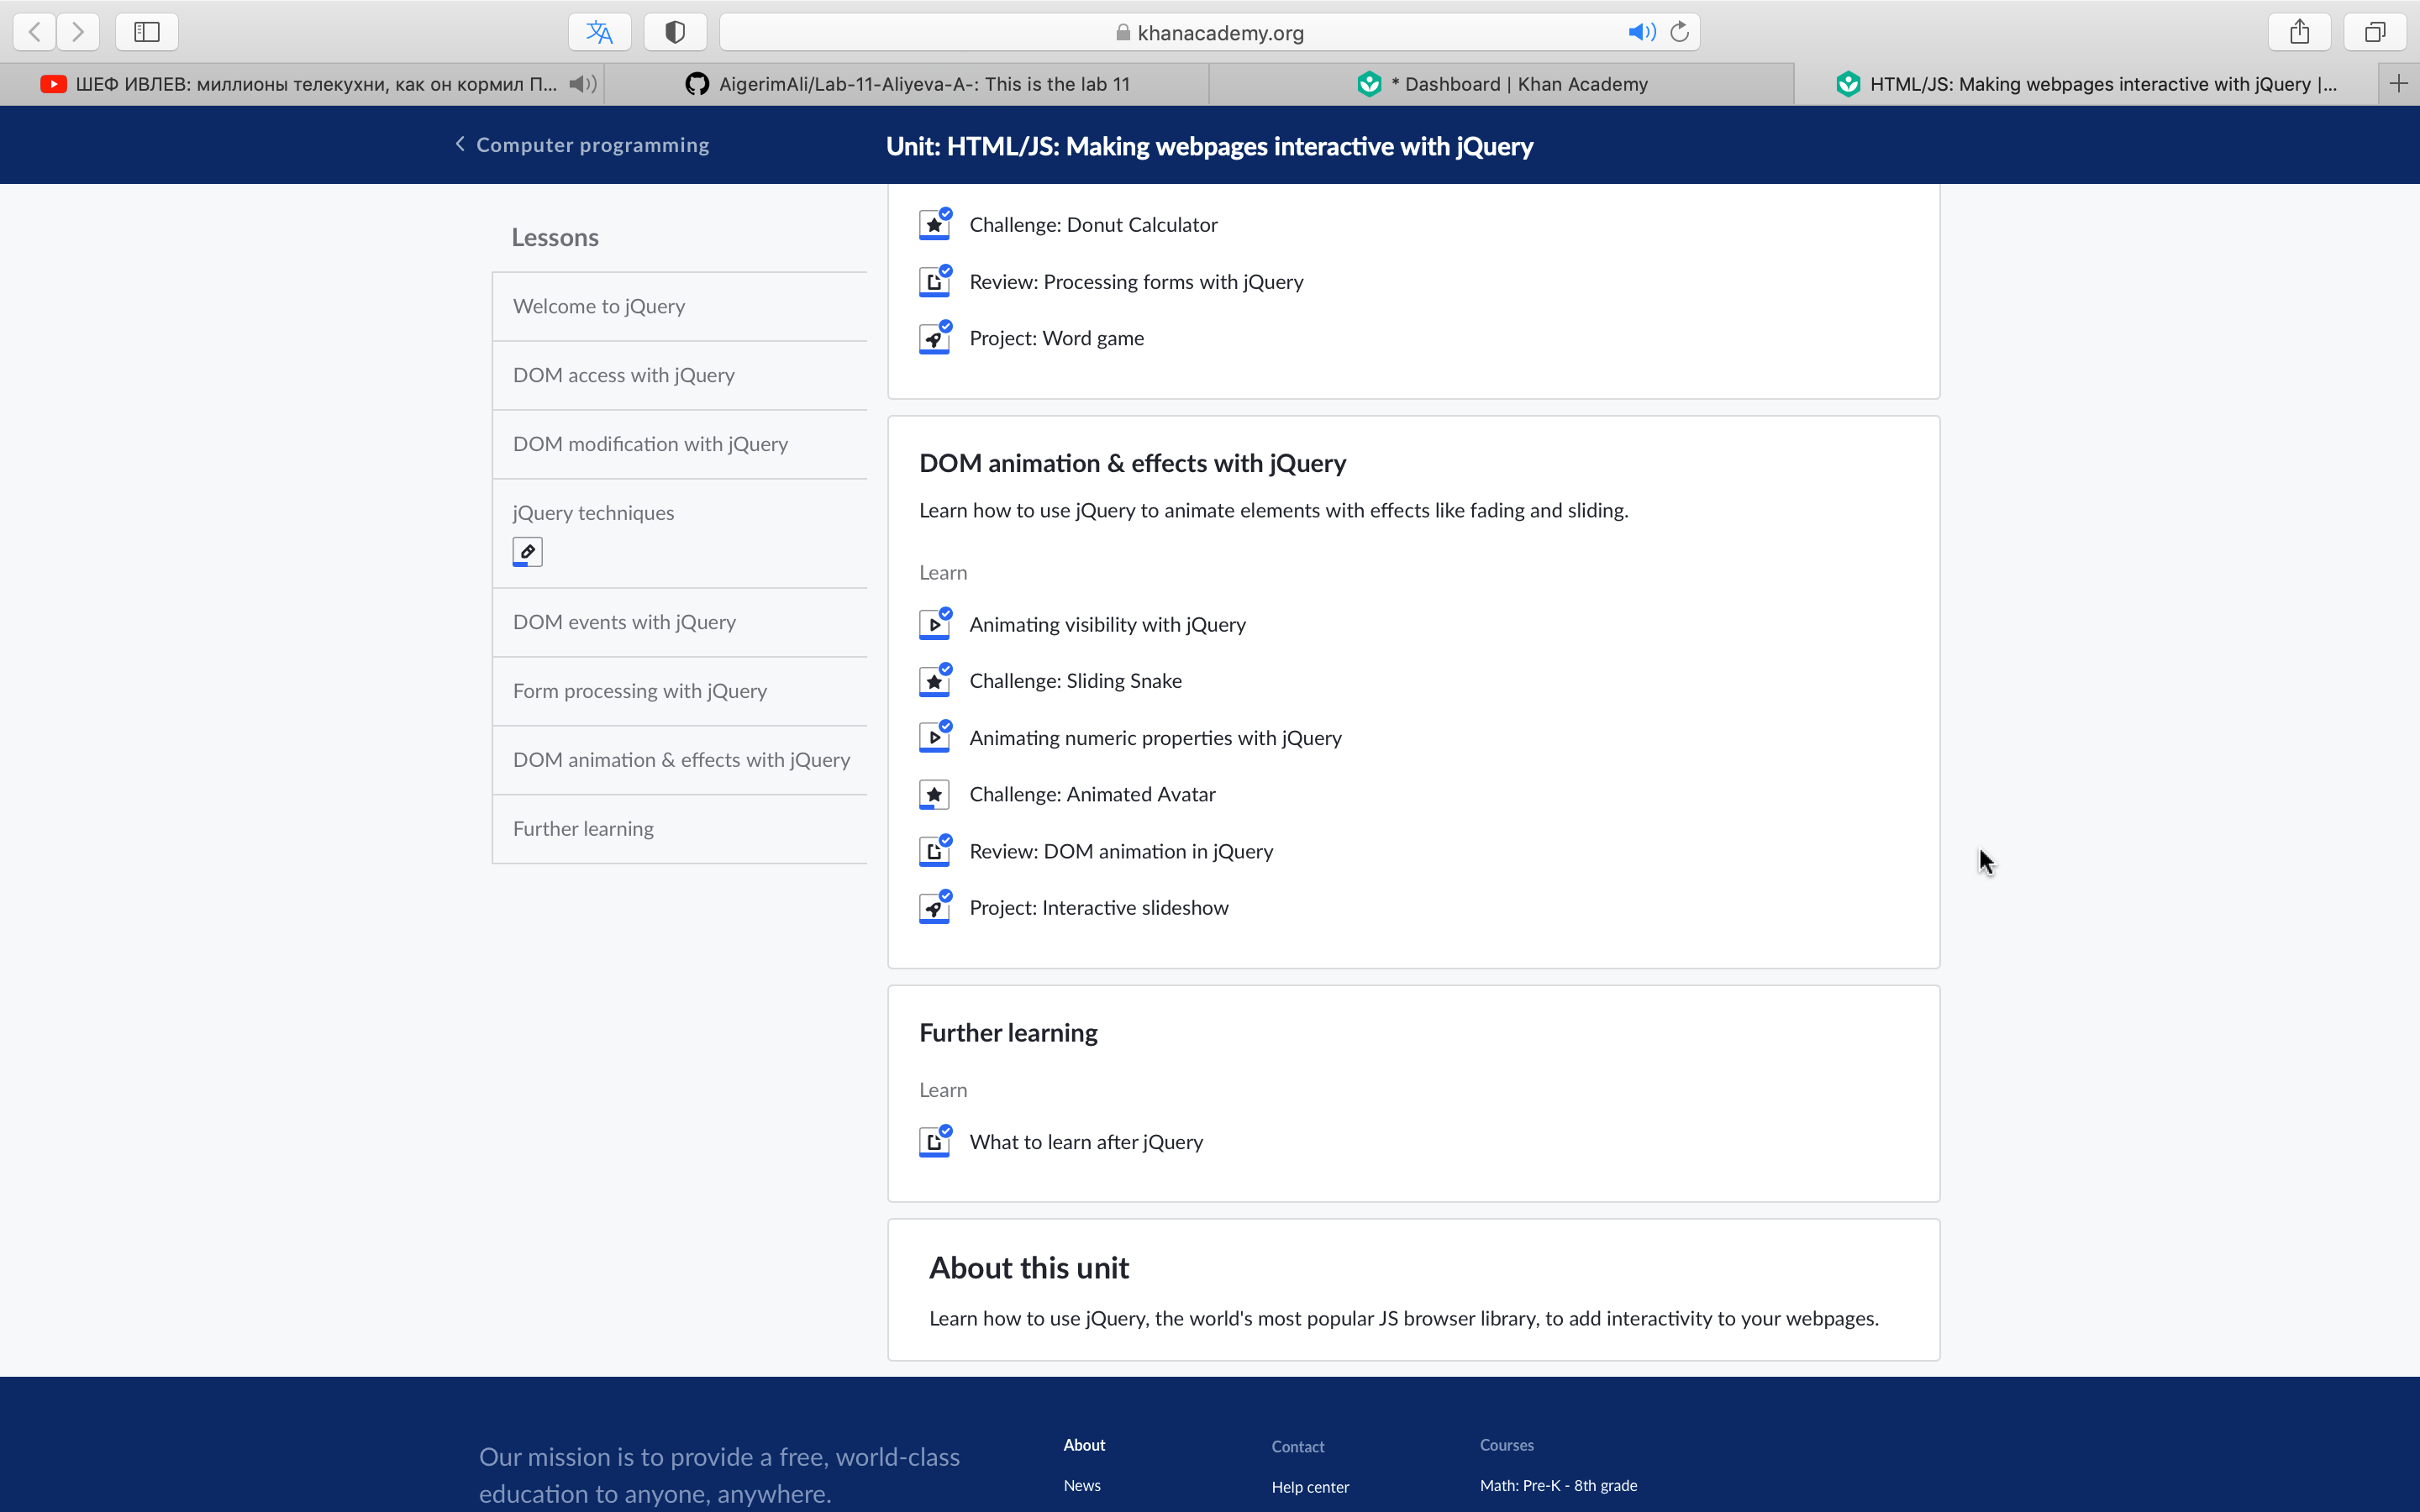 khanacademy.org
ШЕФ ИВЛЕВ: миллионы телекухни, как он кормил П...
AigerimAli/Lab-11-Aliyeva-A-: This is the lab 11
* Dashboard | Khan Academy
HTML/JS: Making webpages interactive with jQuery |...
Computer programming
Unit: HTML/JS: Making webpages interactive with jQuery
Lessons
Welcome to jQuery
DOM access with jQuery
DOM modification with jQuery
jQuery techniques
DOM events with jQuery
Form processing with jQuery
DOM animation & effects with jQuery
Further learning
Challenge: Donut Calculator
Review: Processing forms with jQuery
Project: Word game
DOM animation & effects with jQuery
Learn how to use jQuery to animate elements with effects like fading and sliding.
Learn
Animating visibility with jQuery
Challenge: Sliding Snake
Animating numeric properties with jQuery
Challenge: Animated Avatar
Review: DOM animation in jQuery
Project: Interactive slideshow
Further learning
Learn
What to learn after jQuery
About this unit
Learn how to use jQuery, the world's most popular JS browser library, to add interactivity to your webpages.
Our mission is to provide a free, world-class
education to anyone, anywhere.
About
News
Contact
Help center
Courses
Math: Pre-K - 8th grade